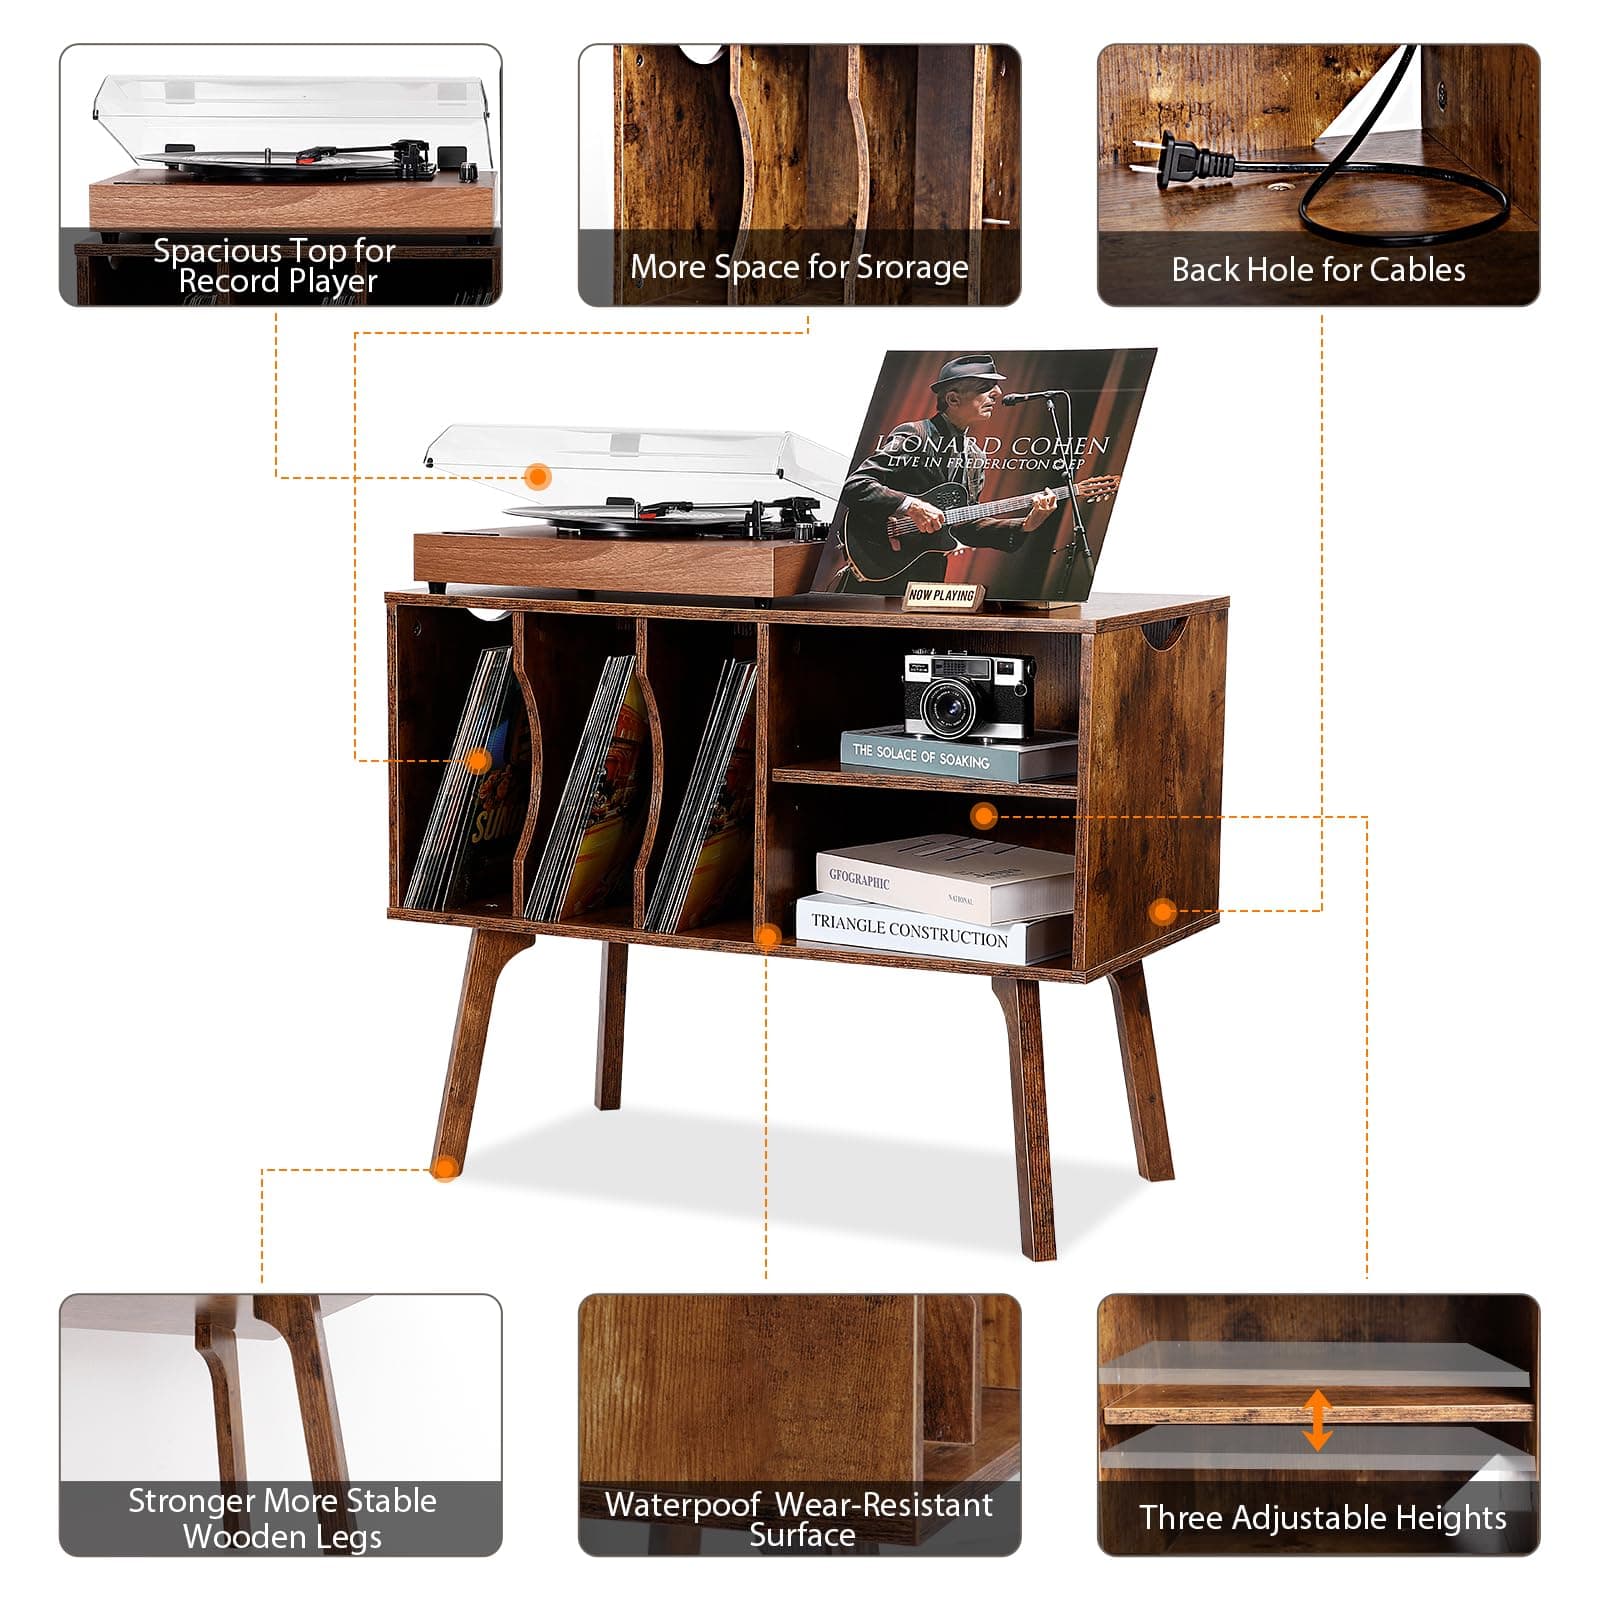 Spacious Top for
Record Player
More Space for Srorage
Back Hole for Cables
LEONARD COHEN
LIVE IN FREDERICTON EP
NOW PLAYING
THE SOLACE OF SOAKING
SUN
GFOGRAPHIC
NATIONAL
TRIANGLE CONSTRUCTION
Stronger More Stable
Wooden Legs
Waterpoof Wear-Resistant
Surface
Three Adjustable Heights